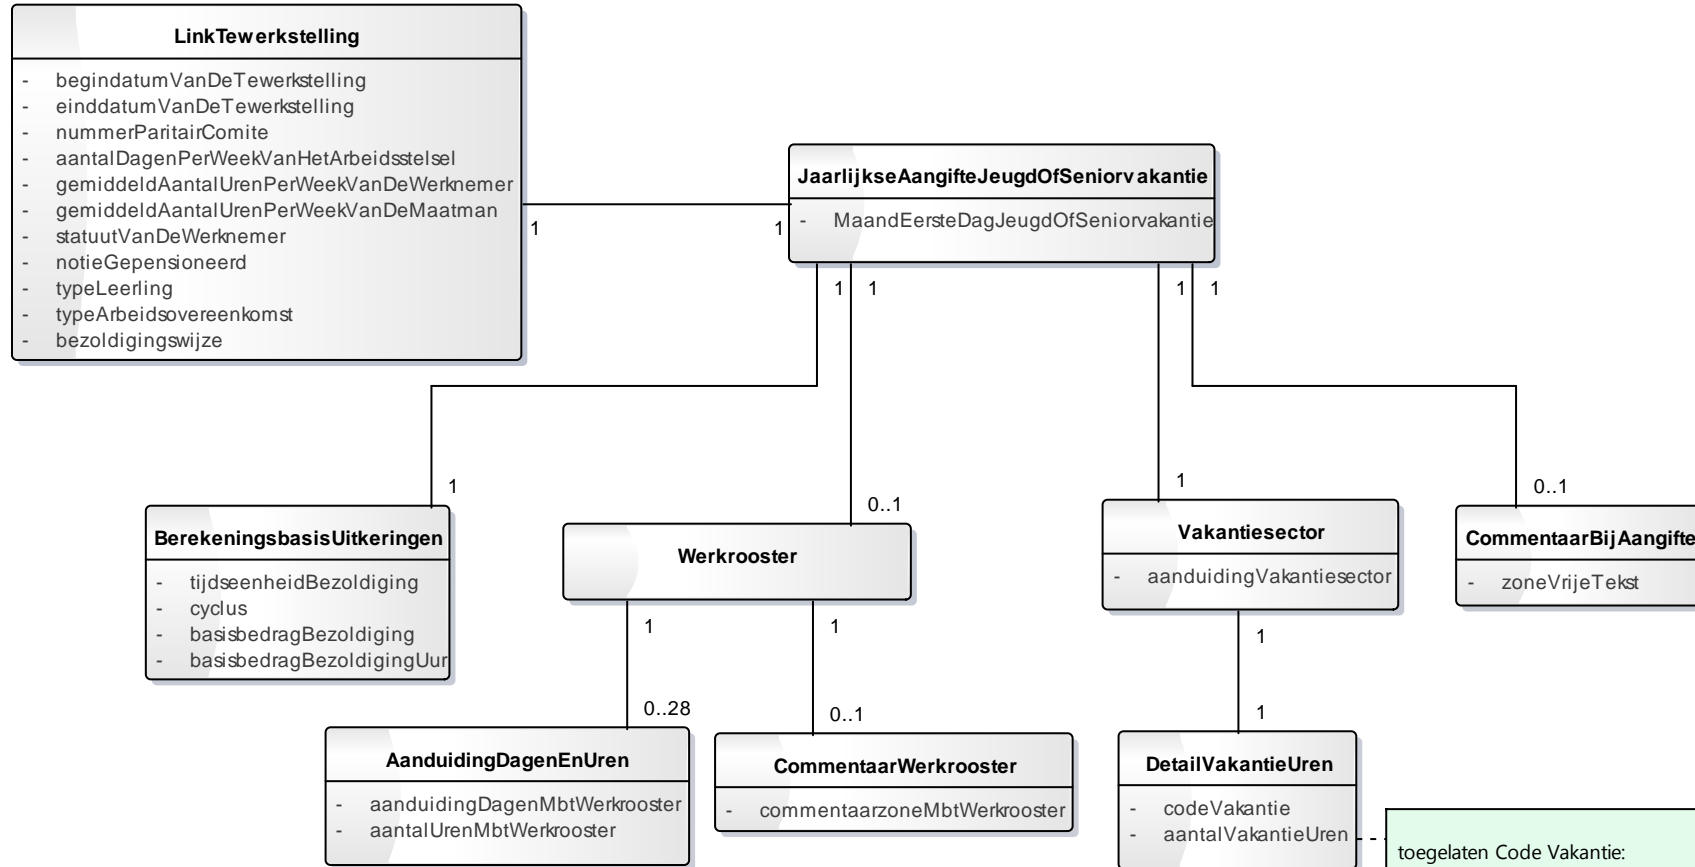 LinkTewerkstelling
- begindatumVanDeTewerkstelling
- einddatumVanDeTewerkstelling
- nummerParitairComite
- aantalDagenPerWeekVanHetArbeidsstelsel
- gemiddeldAantalUrenPerWeekVanDeWerknemer
- gemiddeldAantalUrenPerWeekVanDeMaatman
- statuutVanDeWerknemer
- notieGepensioneerd
- typeLeerling
- typeArbeidsovereenkomst
- bezoldigingswijze
JaarlijkseAangifteJeugdOfSeniorvakantie
- MaandEersteDagJeugdOfSeniorvakantie
1
1
1
1
1
1
1
0..1
1
0..1
BerekeningsbasisUitkeringen
- tijdseenheidBezoldiging
- cyclus
- basisbedragBezoldiging
- basisbedragBezoldigingUur
Werkrooster
Vakantiesector
- aanduidingVakantiesector
CommentaarBijAangifte
- zoneVrijeTekst
1
1
1
0..28
0..1
1
AanduidingDagenEnUren
- aanduidingDagenMbtWerkrooster
- aantalUrenMbtWerkrooster
CommentaarWerkrooster
- commentaarzoneMbtWerkrooster
DetailVakantieUren
- codeVakantie
- aantalVakantieUren
toegelaten Code Vakantie: